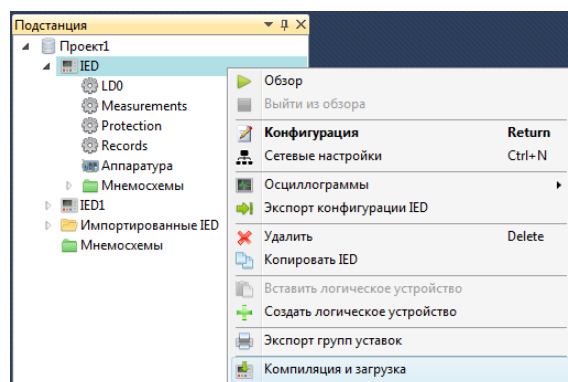 Подстанция
Проект1
IED
LD0
Measurements
Protection
Records
Аппаратура
Мнемосхемы
IED1
Импортированные IED
Мнемосхемы
Обзор
Выйти из обзора
Конфигурация Return
Сетевые настройки Ctrl+N
Осциллограммы
Экспорт конфигурации IED
Удалить Delete
Копировать IED
Вставить логическое устройство
Создать логическое устройство
Экспорт групп уставок
Компиляция и загрузка